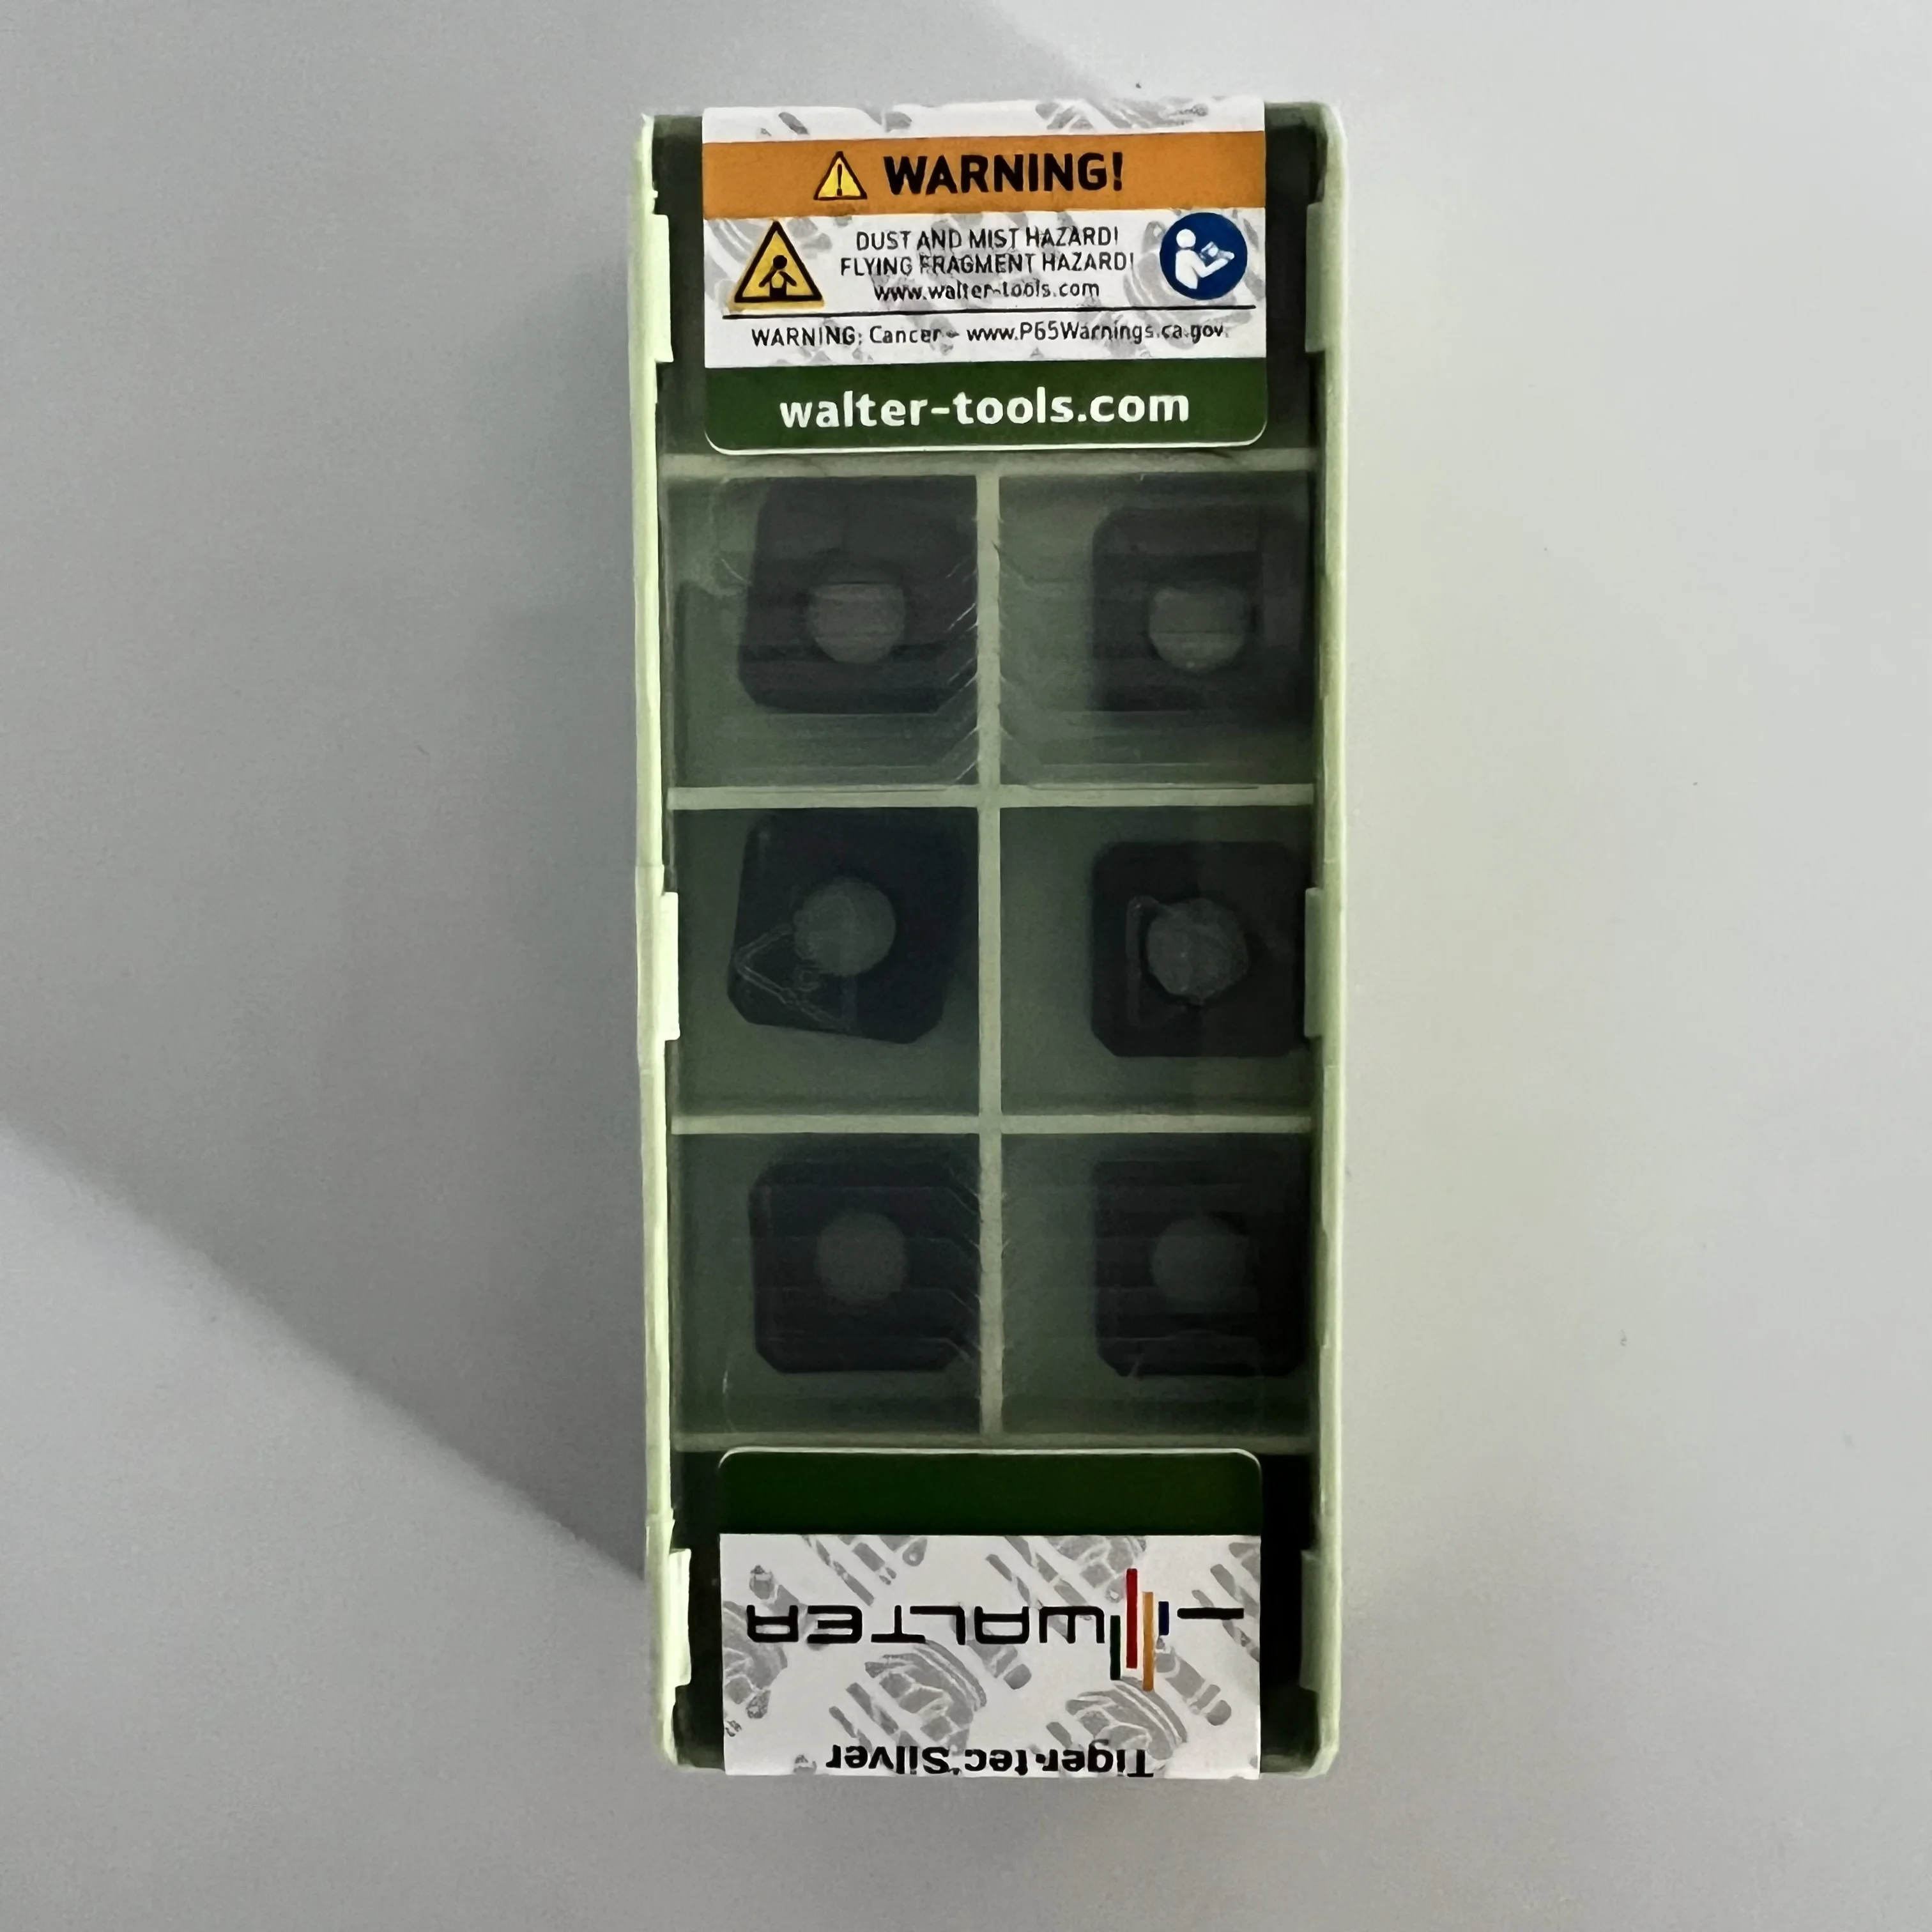 WARNING!
DUST AND MIST HAZARD!
FLYING FRAGMENT HAZARD!
www.walter-tools.com
WARNING: Cancer - www.P65Warnings.ca.gov
walter-tools.com
WALTER
Tiger·tec® Silver